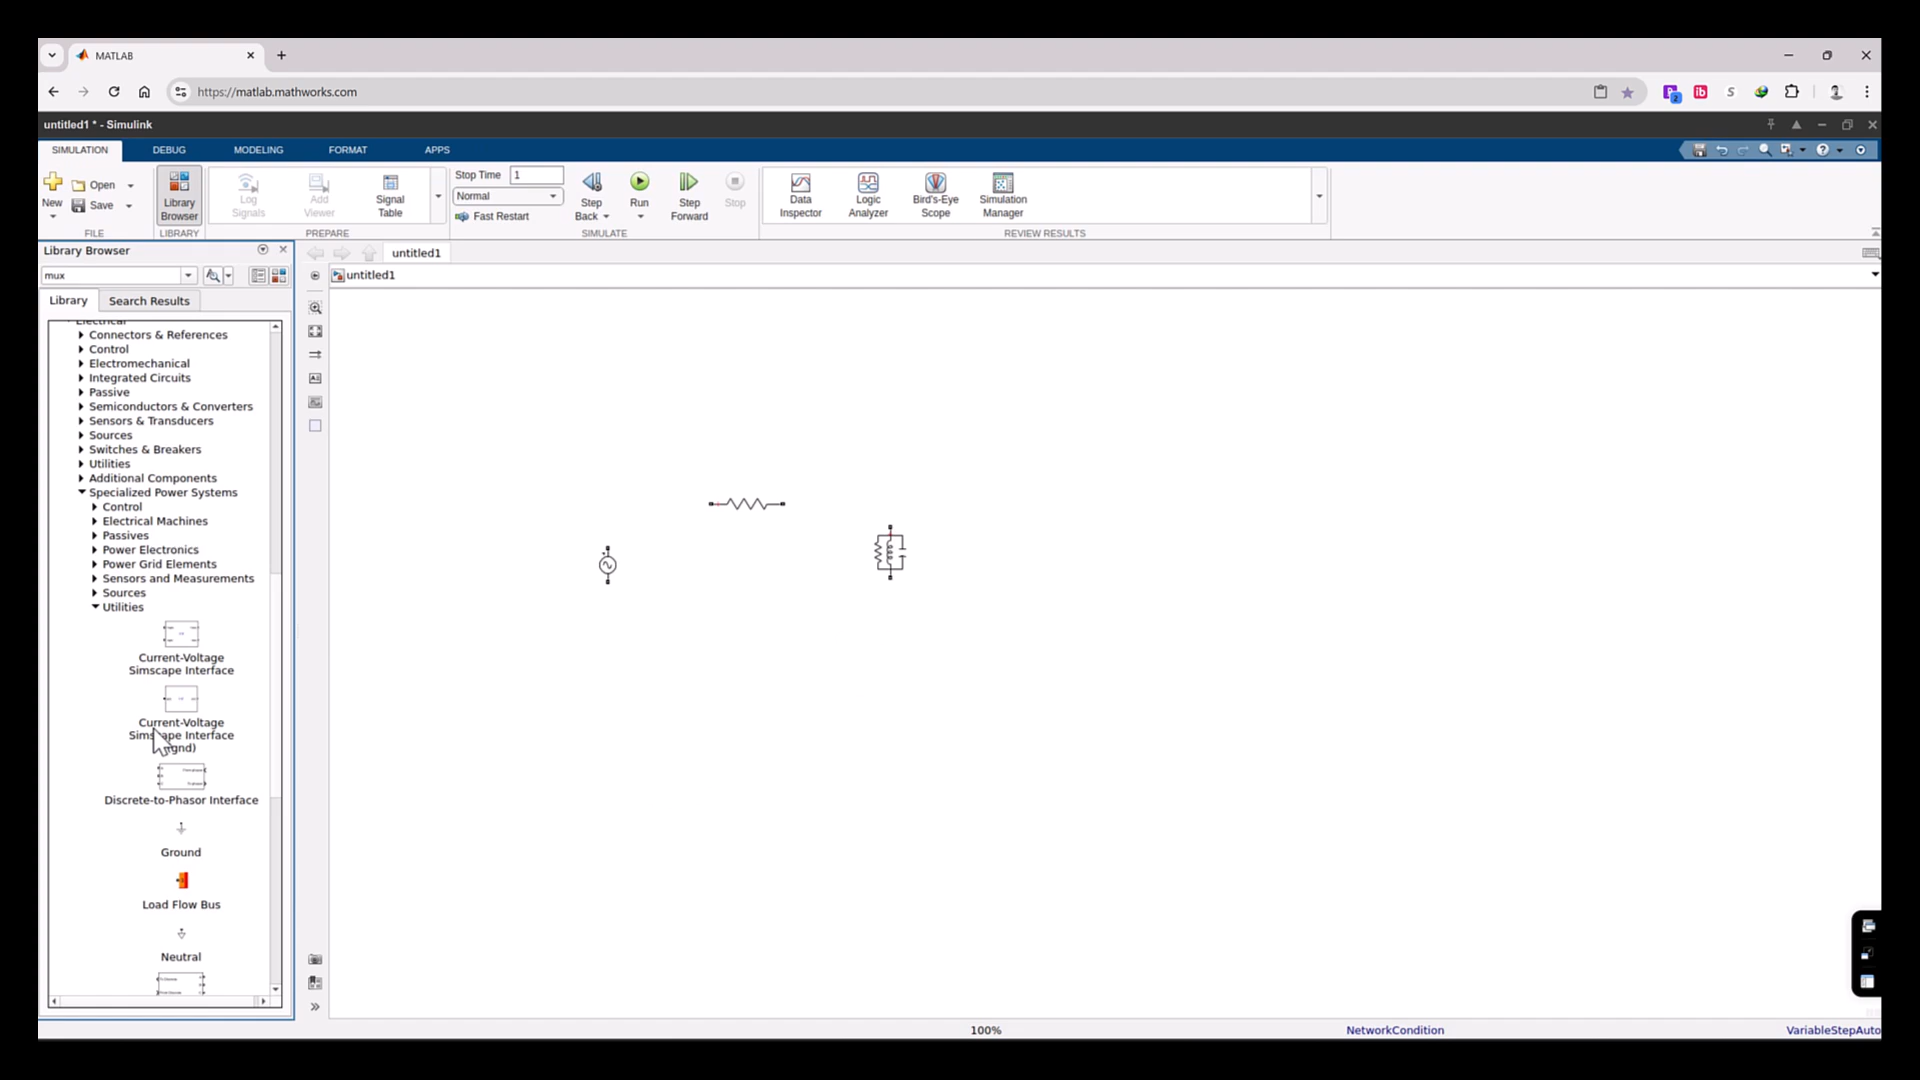 MATLAB
https://matlab.mathworks.com
untitled1 * - Simulink
SIMULATION
DEBUG
MODELING
FORMAT
APPS
New
Open
Save
FILE
Library
Browser
LIBRARY
Log
Signals
Add
Viewer
Signal
Table
PREPARE
Stop Time 1
Normal
Fast Restart
Step
Back
Run
Step
Forward
Stop
SIMULATE
Data
Inspector
Logic
Analyzer
Bird's-Eye
Scope
Simulation
Manager
REVIEW RESULTS
Library Browser
mux
Library
Search Results
Electrical
Connectors & References
Control
Electromechanical
Integrated Circuits
Passive
Semiconductors & Converters
Sensors & Transducers
Sources
Switches & Breakers
Utilities
Additional Components
Specialized Power Systems
Control
Electrical Machines
Passives
Power Electronics
Power Grid Elements
Sensors and Measurements
Sources
Utilities
Current-Voltage
Simscape Interface
Current-Voltage
Simscape Interface
gnd)
Discrete-to-Phasor Interface
Ground
Load Flow Bus
Neutral
untitled1
untitled1
100%
NetworkCondition
VariableStepAuto